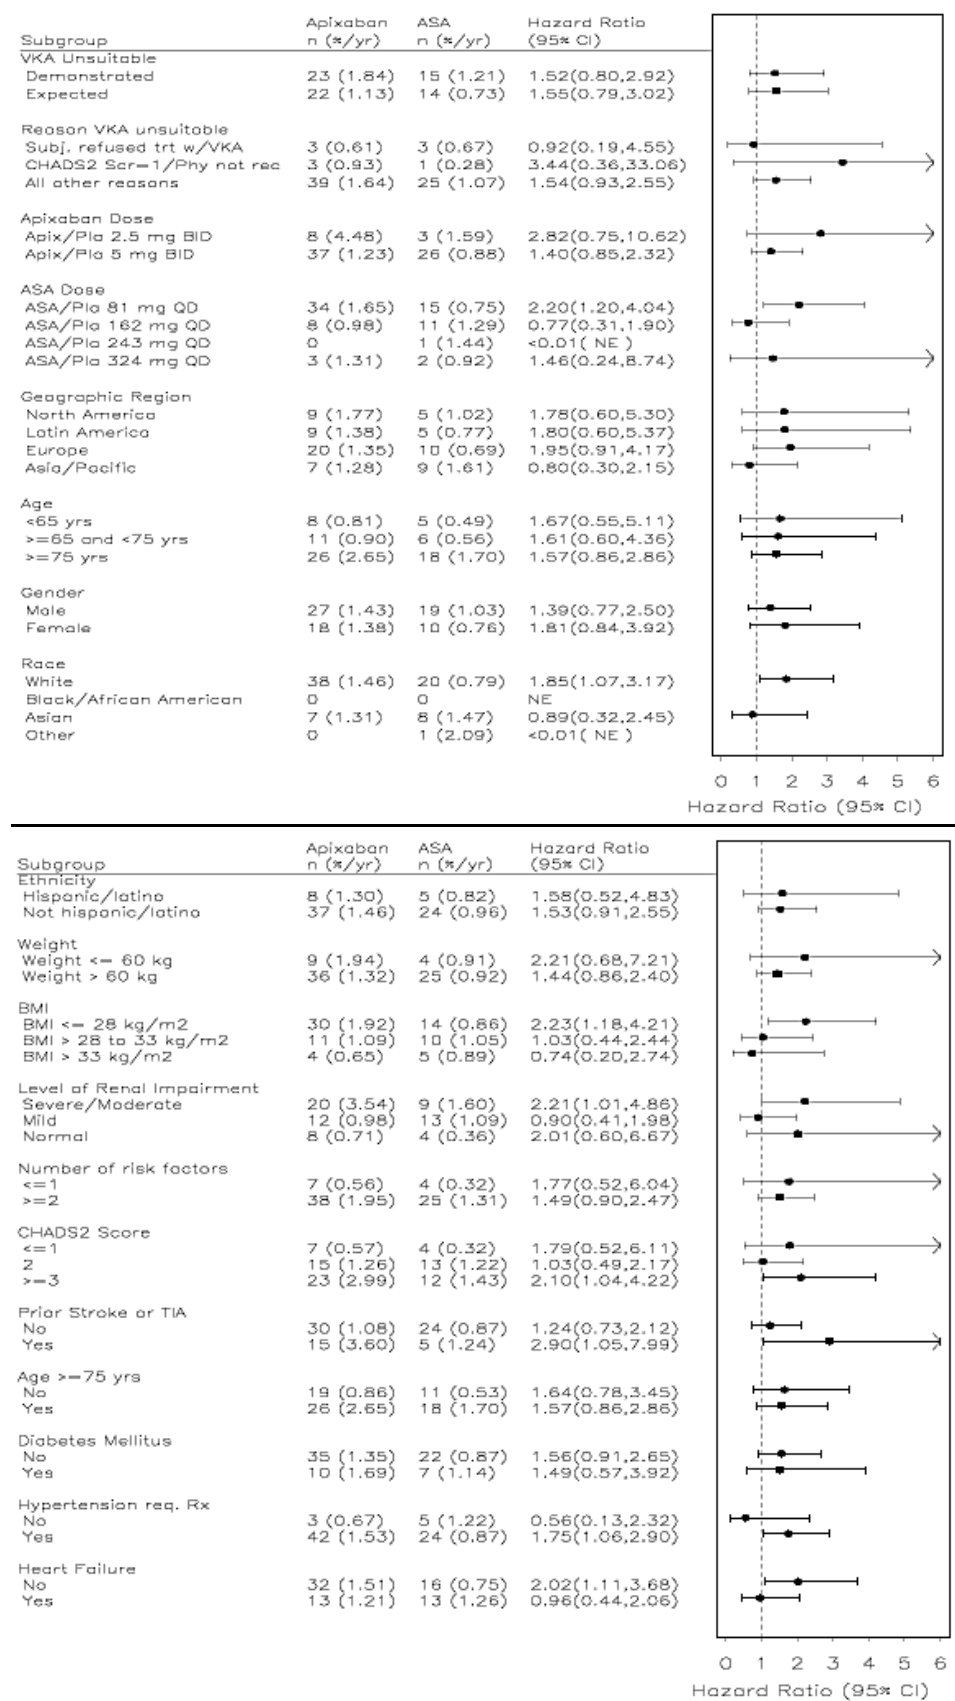 Apixaban ASA Hazard Ratio
Subgroup n (%/yr) n (%/yr) (95% CI)
VKA Unsuitable
Demonstrated 23 (1.84) 15 (1.21) 1.52(0.80,2.92)
Expected 22 (1.13) 14 (0.73) 1.55(0.79,3.02)
Reason VKA unsuitable
Subj. refused trt w/VKA 3 (0.61) 3 (0.67) 0.92(0.19,4.55)
CHADS2 Scr=1/Phy not rec 3 (0.93) 1 (0.28) 3.44(0.36,33.06)
All other reasons 39 (1.64) 25 (1.07) 1.54(0.93,2.55)
Apixaban Dose
Apix/Pla 2.5 mg BID 8 (4.48) 3 (1.59) 2.82(0.75,10.62)
Apix/Pla 5 mg BID 37 (1.23) 26 (0.88) 1.40(0.85,2.32)
ASA Dose
ASA/Pla 81 mg QD 34 (1.65) 15 (0.75) 2.20(1.20,4.04)
ASA/Pla 162 mg QD 8 (0.98) 11 (1.29) 0.77(0.31,1.90)
ASA/Pla 243 mg QD 0 1 (1.44) <0.01( NE )
ASA/Pla 324 mg QD 3 (1.31) 2 (0.92) 1.46(0.24,8.74)
Geographic Region
North America 9 (1.77) 5 (1.02) 1.78(0.60,5.30)
Latin America 9 (1.38) 5 (0.77) 1.80(0.60,5.37)
Europe 20 (1.35) 10 (0.69) 1.95(0.91,4.17)
Asia/Pacific 7 (1.28) 9 (1.61) 0.80(0.30,2.15)
Age
<65 yrs 8 (0.81) 5 (0.49) 1.67(0.55,5.11)
>=65 and <75 yrs 11 (0.90) 6 (0.56) 1.61(0.60,4.36)
>=75 yrs 26 (2.65) 18 (1.70) 1.57(0.86,2.86)
Gender
Male 27 (1.43) 19 (1.03) 1.39(0.77,2.50)
Female 18 (1.38) 10 (0.76) 1.81(0.84,3.92)
Race
White 38 (1.46) 20 (0.79) 1.85(1.07,3.17)
Black/African American 0 0 NE
Asian 7 (1.31) 8 (1.47) 0.89(0.32,2.45)
Other 0 1 (2.09) <0.01( NE )
0 1 2 3 4 5 6
Hazard Ratio (95% CI)
Apixaban ASA Hazard Ratio
Subgroup n (%/yr) n (%/yr) (95% CI)
Ethnicity
Hispanic/latino 8 (1.30) 5 (0.82) 1.58(0.52,4.83)
Not hispanic/latino 37 (1.46) 24 (0.96) 1.53(0.91,2.55)
Weight
Weight <= 60 kg 9 (1.94) 4 (0.91) 2.21(0.68,7.21)
Weight > 60 kg 36 (1.32) 25 (0.92) 1.44(0.86,2.40)
BMI
BMI <= 28 kg/m2 30 (1.92) 14 (0.86) 2.23(1.18,4.21)
BMI > 28 to 33 kg/m2 11 (1.09) 10 (1.05) 1.03(0.44,2.44)
BMI > 33 kg/m2 4 (0.65) 5 (0.89) 0.74(0.20,2.74)
Level of Renal Impairment
Severe/Moderate 20 (3.54) 9 (1.60) 2.21(1.01,4.86)
Mild 12 (0.98) 13 (1.09) 0.90(0.41,1.98)
Normal 8 (0.71) 4 (0.36) 2.01(0.60,6.67)
Number of risk factors
<=1 7 (0.56) 4 (0.32) 1.77(0.52,6.04)
>=2 38 (1.95) 25 (1.31) 1.49(0.90,2.47)
CHADS2 Score
<=1 7 (0.57) 4 (0.32) 1.79(0.52,6.11)
2 15 (1.26) 13 (1.22) 1.03(0.49,2.17)
>=3 23 (2.99) 12 (1.43) 2.10(1.04,4.22)
Prior Stroke or TIA
No 30 (1.08) 24 (0.87) 1.24(0.73,2.12)
Yes 15 (3.60) 5 (1.24) 2.90(1.05,7.99)
Age >=75 yrs
No 19 (0.86) 11 (0.53) 1.64(0.78,3.45)
Yes 26 (2.65) 18 (1.70) 1.57(0.86,2.86)
Diabetes Mellitus
No 35 (1.35) 22 (0.87) 1.56(0.91,2.65)
Yes 10 (1.69) 7 (1.14) 1.49(0.57,3.92)
Hypertension req. Rx
No 3 (0.67) 5 (1.22) 0.56(0.13,2.32)
Yes 42 (1.53) 24 (0.87) 1.75(1.06,2.90)
Heart Failure
No 32 (1.51) 16 (0.75) 2.02(1.11,3.68)
Yes 13 (1.21) 13 (1.26) 0.96(0.44,2.06)
0 1 2 3 4 5 6
Hazard Ratio (95% CI)